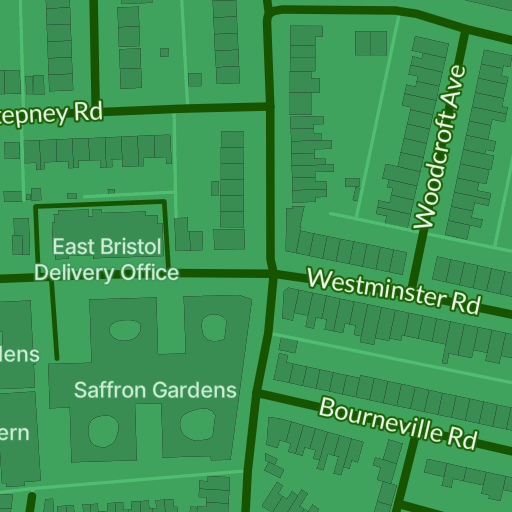 tepney Rd
Woodcroft Ave
East Bristol
Delivery Office
Westminster Rd
dens
Saffron Gardens
ern
Bourneville Rd